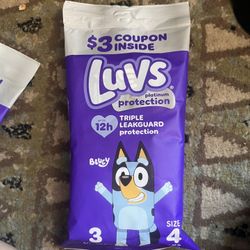 $3 COUPON
INSIDE
Luvs
platinum
protection
12h
TRIPLE
LEAKGUARD
protection
BLUEY
3
SIZE
4